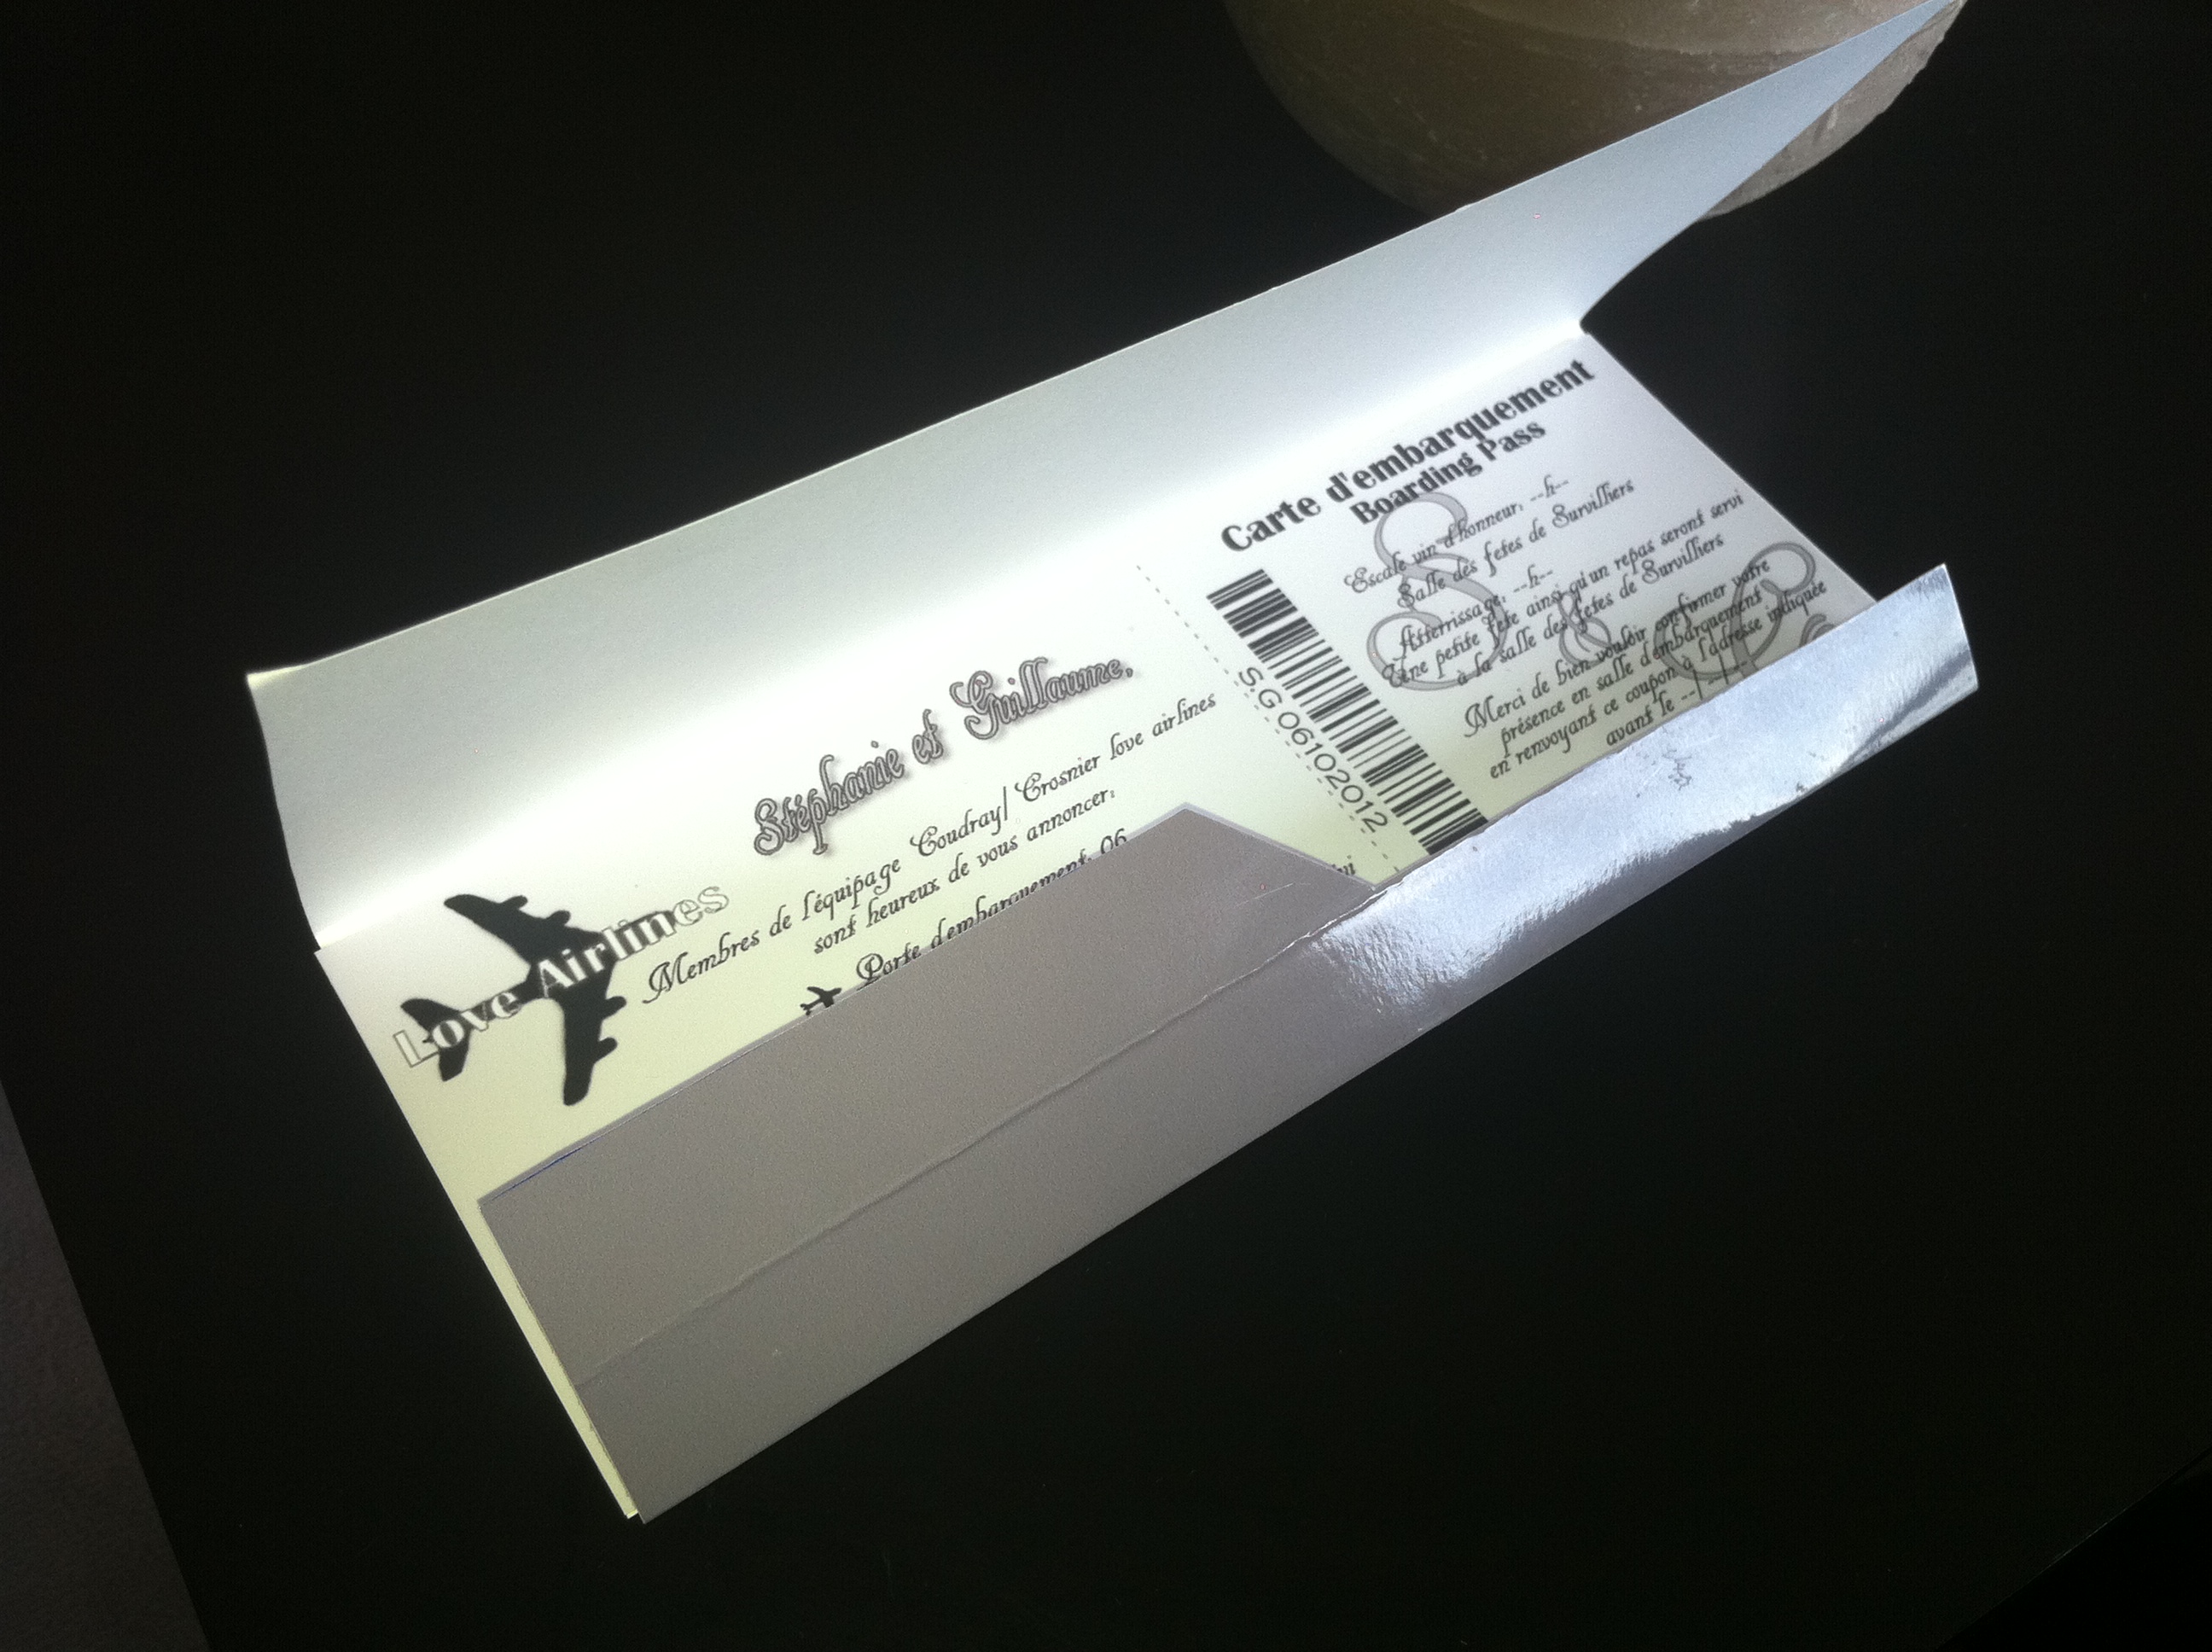 Love Airlines
Stéphanie et Guillaume,
Membres de l'équipage Coudray/ Crosnier love airlines
sont heureux de vous annoncer:
Porte d'embarquement: 06
S.G 06102012
Carte d'embarquement
Boarding Pass
Escale vin d'honneur: --h--
Salle des fetes de Survilliers
Atterrissage: --h--
Une petite fete ainsi qu'un repas seront servi
à la salle des fetes de Survilliers
S & G
Merci de bien vouloir confirmer votre
présence en salle d'embarquement
en renvoyant ce coupon à l'addresse indiquée
avant le --/--/--